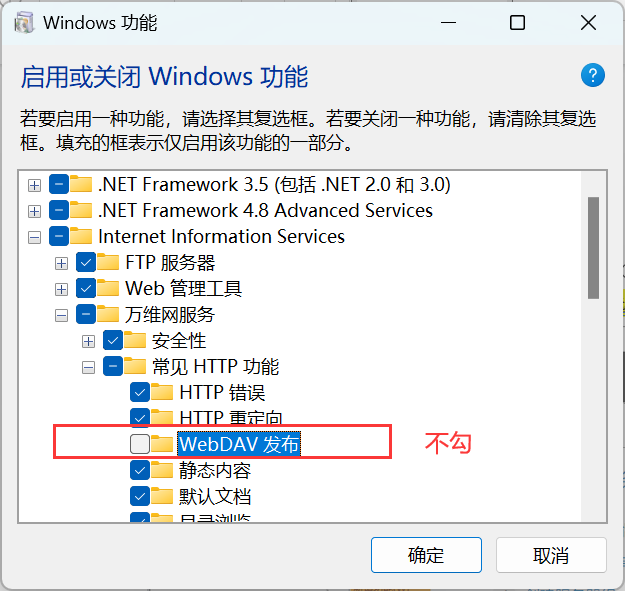 Windows 功能
启用或关闭 Windows 功能
?
若要启用一种功能，请选择其复选框。若要关闭一种功能，请清除其复选
框。填充的框表示仅启用该功能的一部分。
.NET Framework 3.5 (包括 .NET 2.0 和 3.0)
.NET Framework 4.8 Advanced Services
Internet Information Services
FTP 服务器
Web 管理工具
万维网服务
安全性
常见 HTTP 功能
HTTP 错误
HTTP 重定向
WebDAV 发布
不勾
静态内容
默认文档
目录浏览
确定
取消